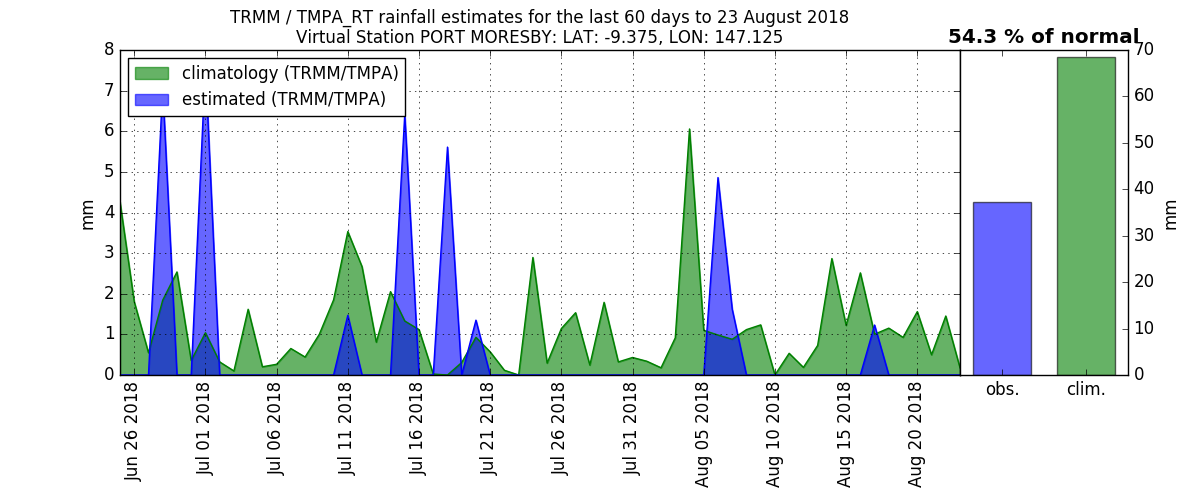 TRMM / TMPA_RT rainfall estimates for the last 60 days to 23 August 2018
Virtual Station PORT MORESBY: LAT: -9.375, LON: 147.125
54.3 % of normal
climatology (TRMM/TMPA)
estimated (TRMM/TMPA)
8
7
6
5
4
3
2
1
0
mm
Jun 26 2018
Jul 01 2018
Jul 06 2018
Jul 11 2018
Jul 16 2018
Jul 21 2018
Jul 26 2018
Jul 31 2018
Aug 05 2018
Aug 10 2018
Aug 15 2018
Aug 20 2018
obs.
clim.
70
60
50
40
30
20
10
0
mm